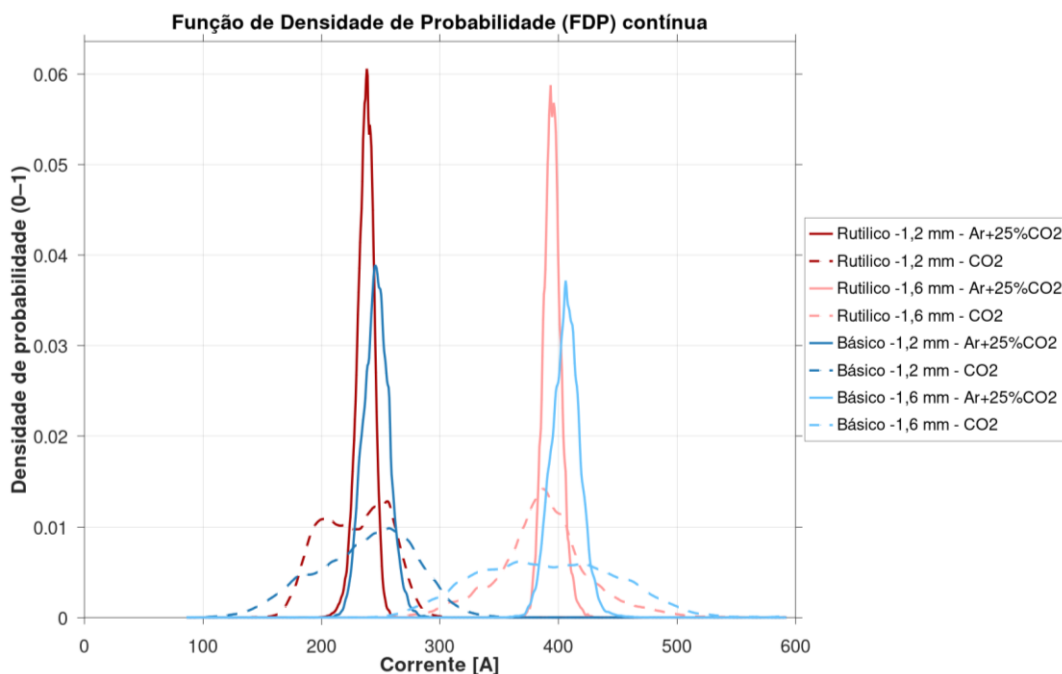 Função de Densidade de Probabilidade (FDP) contínua
Densidade de probabilidade (0–1)
0.06
0.05
0.04
0.03
0.02
0.01
0
0 100 200 300 400 500 600
Corrente [A]
Rutilico -1,2 mm - Ar+25%CO2
Rutilico -1,2 mm - CO2
Rutilico -1,6 mm - Ar+25%CO2
Rutilico -1,6 mm - CO2
Básico -1,2 mm - Ar+25%CO2
Básico -1,2 mm - CO2
Básico -1,6 mm - Ar+25%CO2
Básico -1,6 mm - CO2